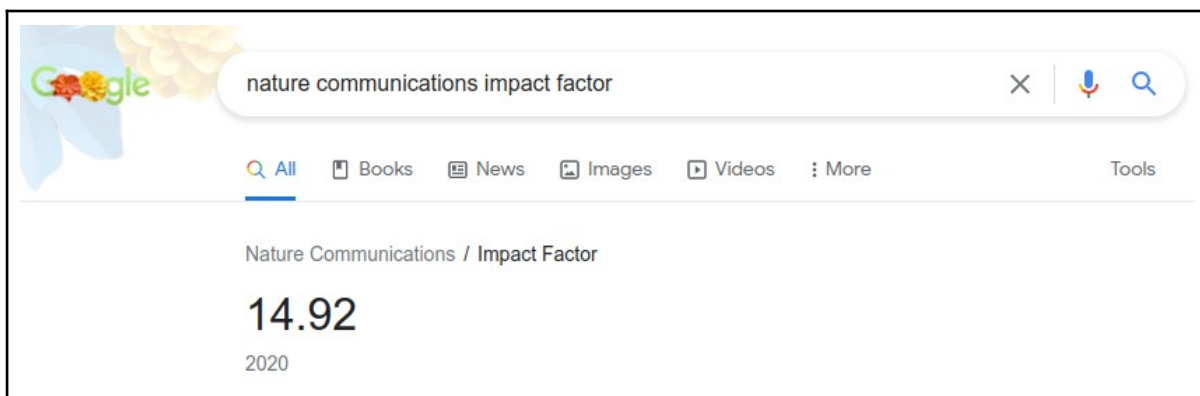 Google
nature communications impact factor
All Books News Images Videos More Tools
Nature Communications / Impact Factor
14.92
2020